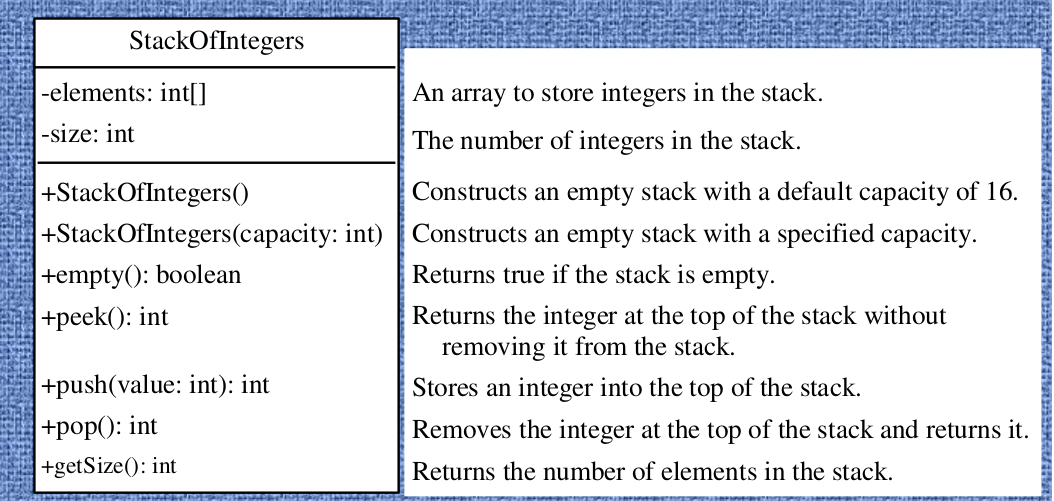 StackOfIntegers
-elements: int[]
An array to store integers in the stack.
-size: int
The number of integers in the stack.
+StackOfIntegers()
Constructs an empty stack with a default capacity of 16.
+StackOfIntegers(capacity: int)
Constructs an empty stack with a specified capacity.
+empty(): boolean
Returns true if the stack is empty.
+peek(): int
Returns the integer at the top of the stack without
removing it from the stack.
+push(value: int): int
Stores an integer into the top of the stack.
+pop(): int
Removes the integer at the top of the stack and returns it.
+getSize(): int
Returns the number of elements in the stack.